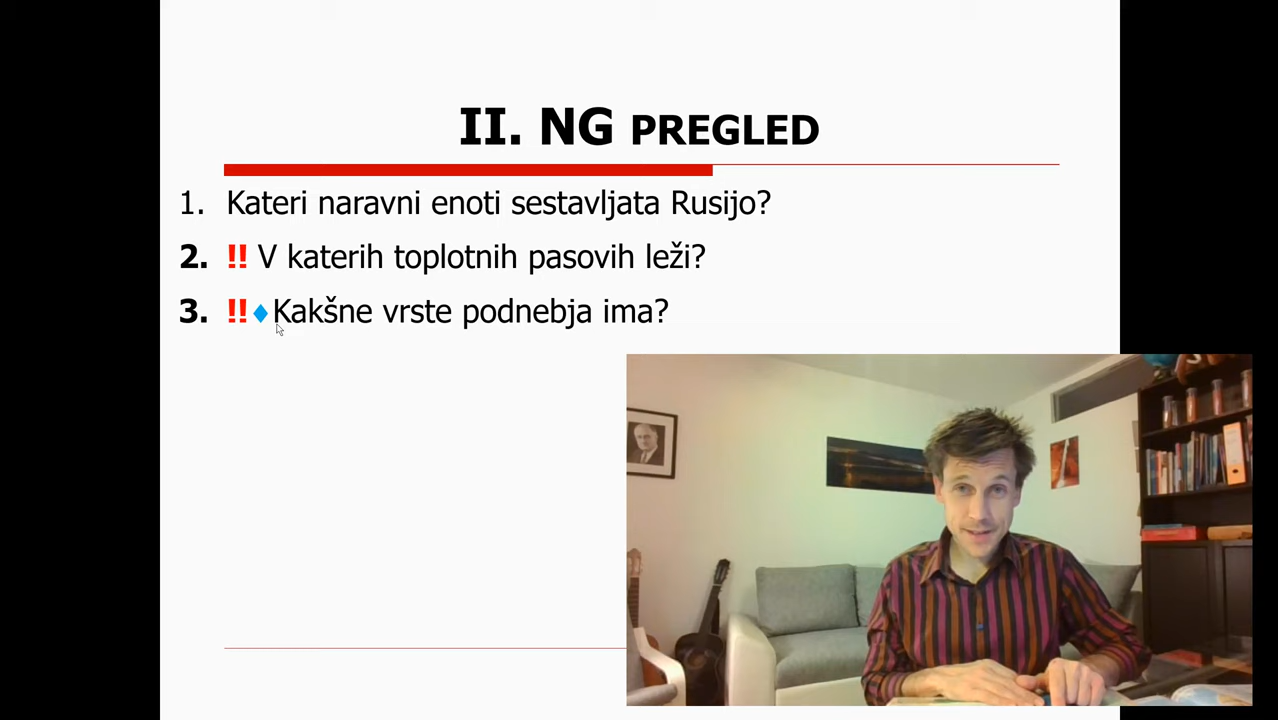 II. NG PREGLED
1. Kateri naravni enoti sestavljata Rusijo?
2. !! V katerih toplotnih pasovih leži?
3. !!♦Kakšne vrste podnebja ima?